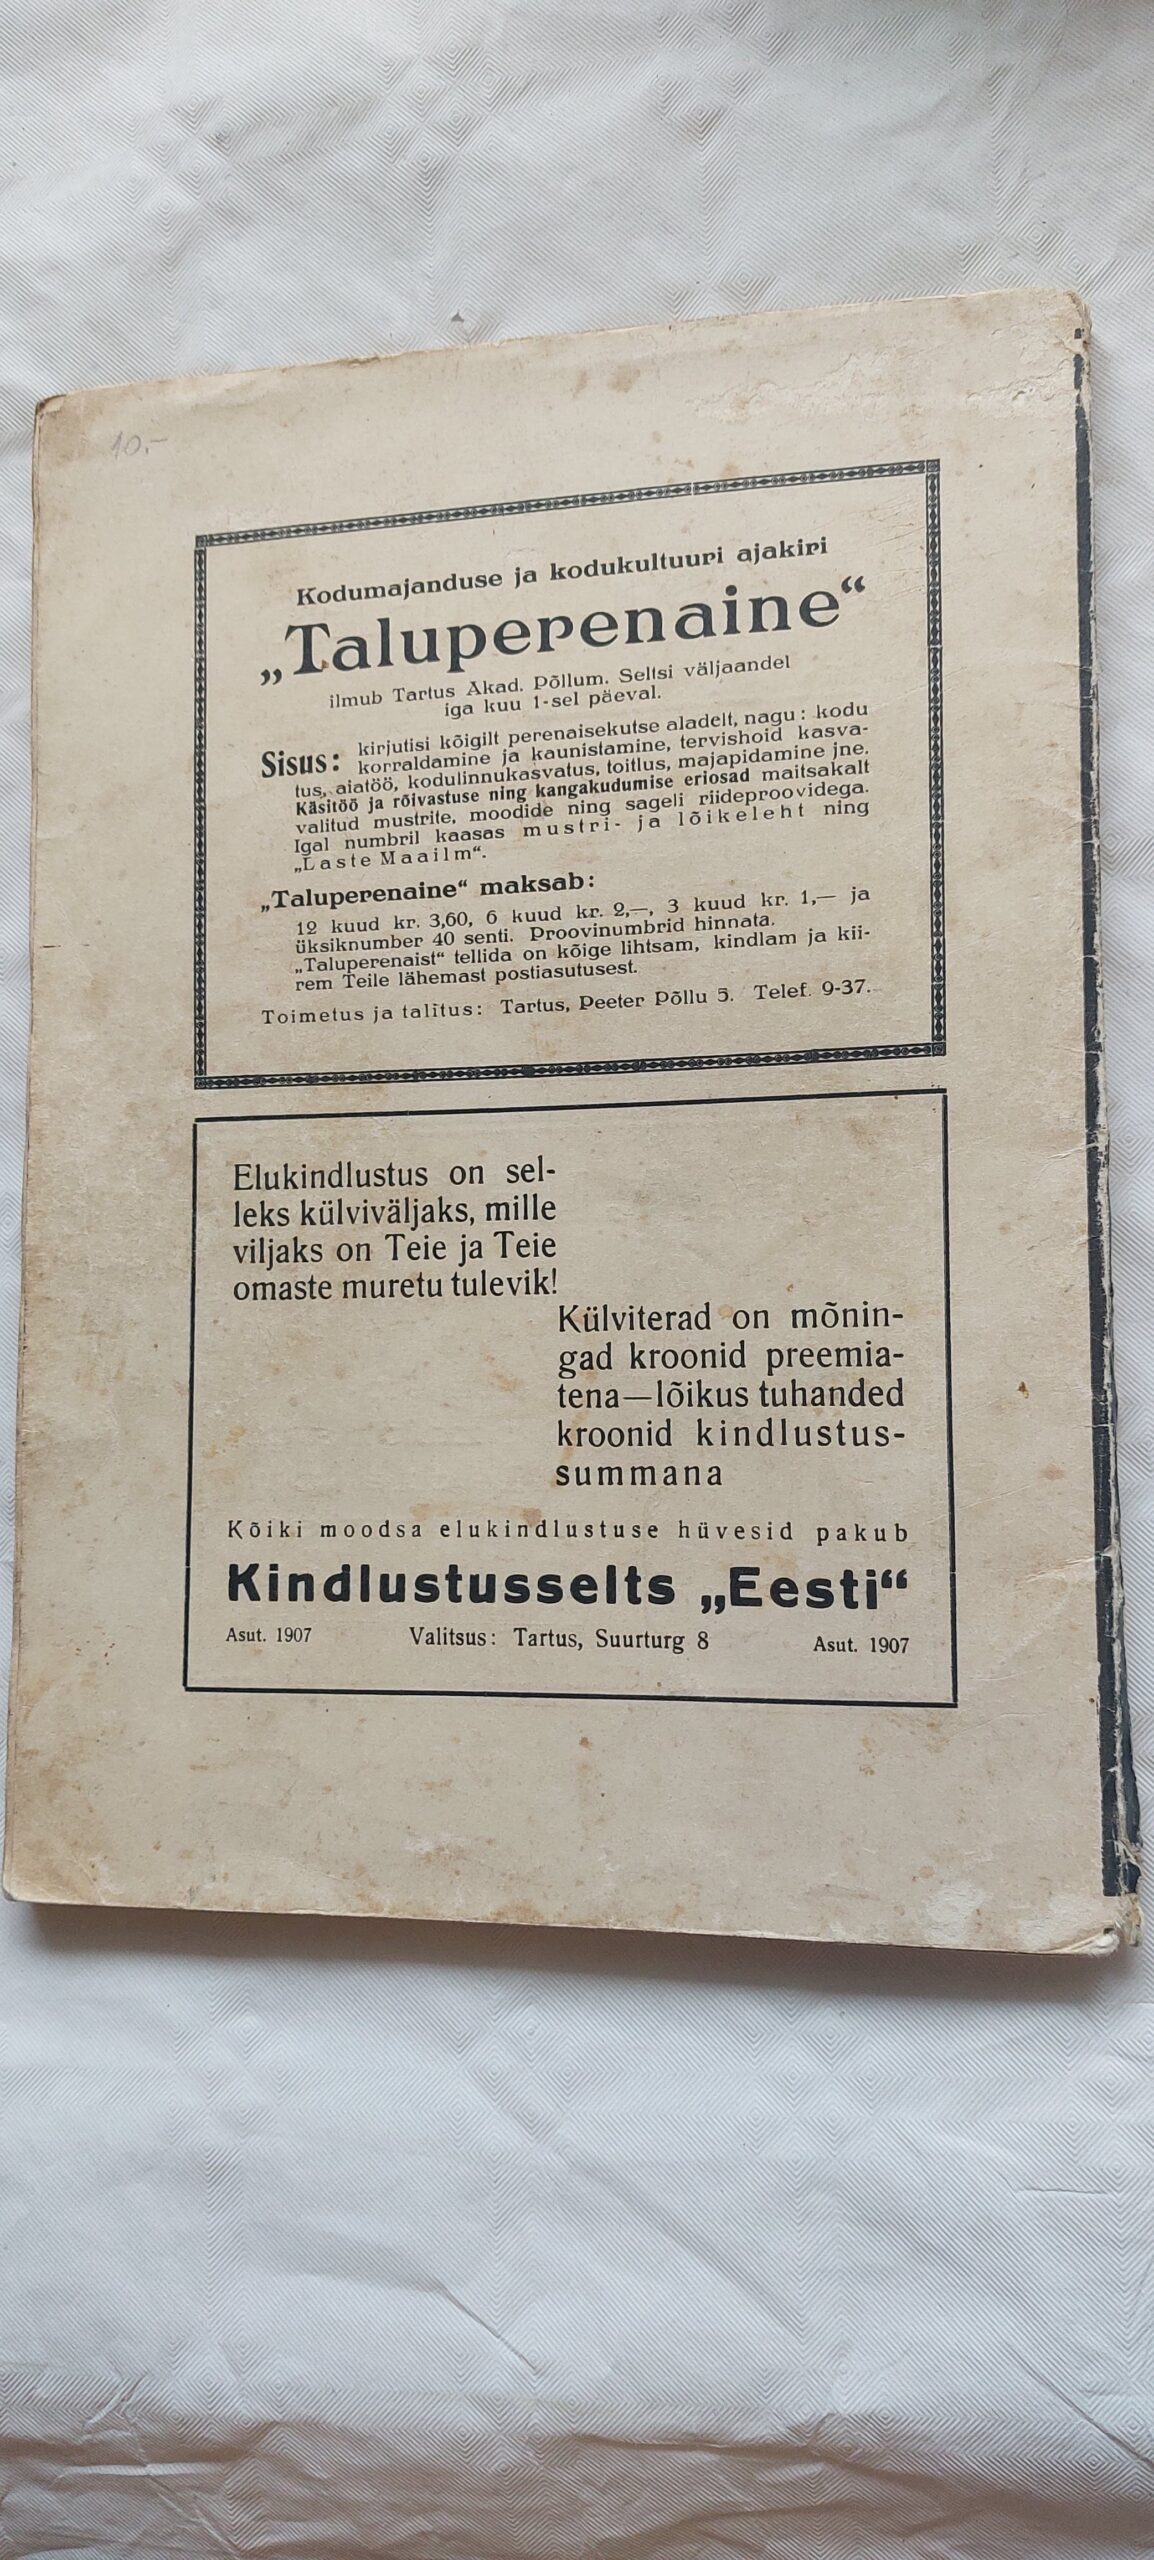 10.-
Kodumajanduse ja kodukultuuri ajakiri
„Taluperenaine“
ilmub Tartus Akad. Põllum. Seltsi väljaandel
iga kuu 1-sel päeval.
Sisus: kirjutisi kõigilt perenaisekutse aladelt, nagu: kodu
korraldamine ja kaunistamine, tervishoid kasva-
tus, aiatöö, kodulinnukasvatus, toitlus, majapidamine jne.
Käsitöö ja rõivastuse ning kangakudumise eriosad maitsakalt
valitud mustrite, moodide ning sageli riideproovidega.
Igal numbril kaasas mustri- ja lõikeleht ning
„Laste Maailm“.
„Taluperenaine“ maksab:
12 kuud kr. 3,60, 6 kuud kr. 2,—, 3 kuud kr. 1,— ja
üksiknumber 40 senti. Proovinumbrid hinnata.
„Taluperenaist“ tellida on kõige lihtsam, kindlam ja kii-
rem Teile lähemast postiasutusest.
Toimetus ja talitus: Tartus, Peeter Põllu 5. Telef. 9-37.
Elukindlustus on sel-
leks külviväljaks, mille
viljaks on Teie ja Teie
omaste muretu tulevik!
Külviterad on mõnin-
gad kroonid preemia-
tena—lõikus tuhanded
kroonid kindlustus-
summana
Kõiki moodsa elukindlustuse hüvesid pakub
Kindlustusselts „Eesti“
Asut. 1907 Valitsus: Tartus, Suurturg 8 Asut. 1907